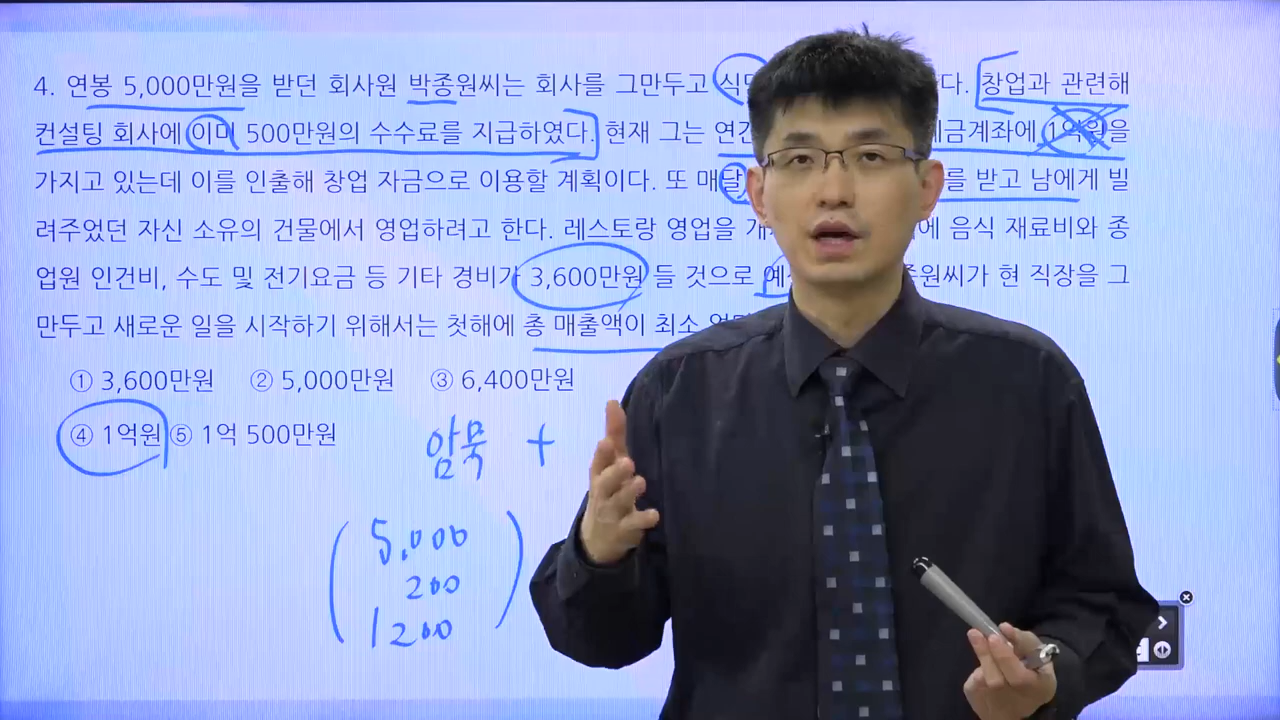 4. 연봉 5,000만원을 받던 회사원 박종원씨는 회사를 그만두고 다. 창업과 관련해
컨설팅 회사에 이미 500만원의 수수료를 지급하였다. 현재 그는 연간 1억원을
가지고 있는데 이를 인출해 창업 자금으로 이용할 계획이다. 또 매달 를 받고 남에게 빌
려주었던 자신 소유의 건물에서 영업하려고 한다. 레스토랑 영업을 에 음식 재료비와 종
업원 인건비, 수도 및 전기요금 등 기타 경비가 3,600만원 들 것으로 종원씨가 현 직장을 그
만두고 새로운 일을 시작하기 위해서는 첫해에 총 매출액이 최소
① 3,600만원 ② 5,000만원 ③ 6,400만원
④ 1억원 ⑤ 1억 500만원
암묵 +
5,000
200
1200